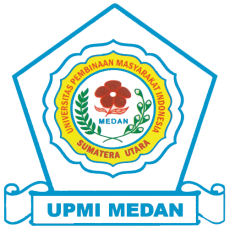 UNIVERSITAS PEMBINAAN MASYARAKAT INDONESIA
MEDAN
SUMATERA UTARA
UPMI MEDAN